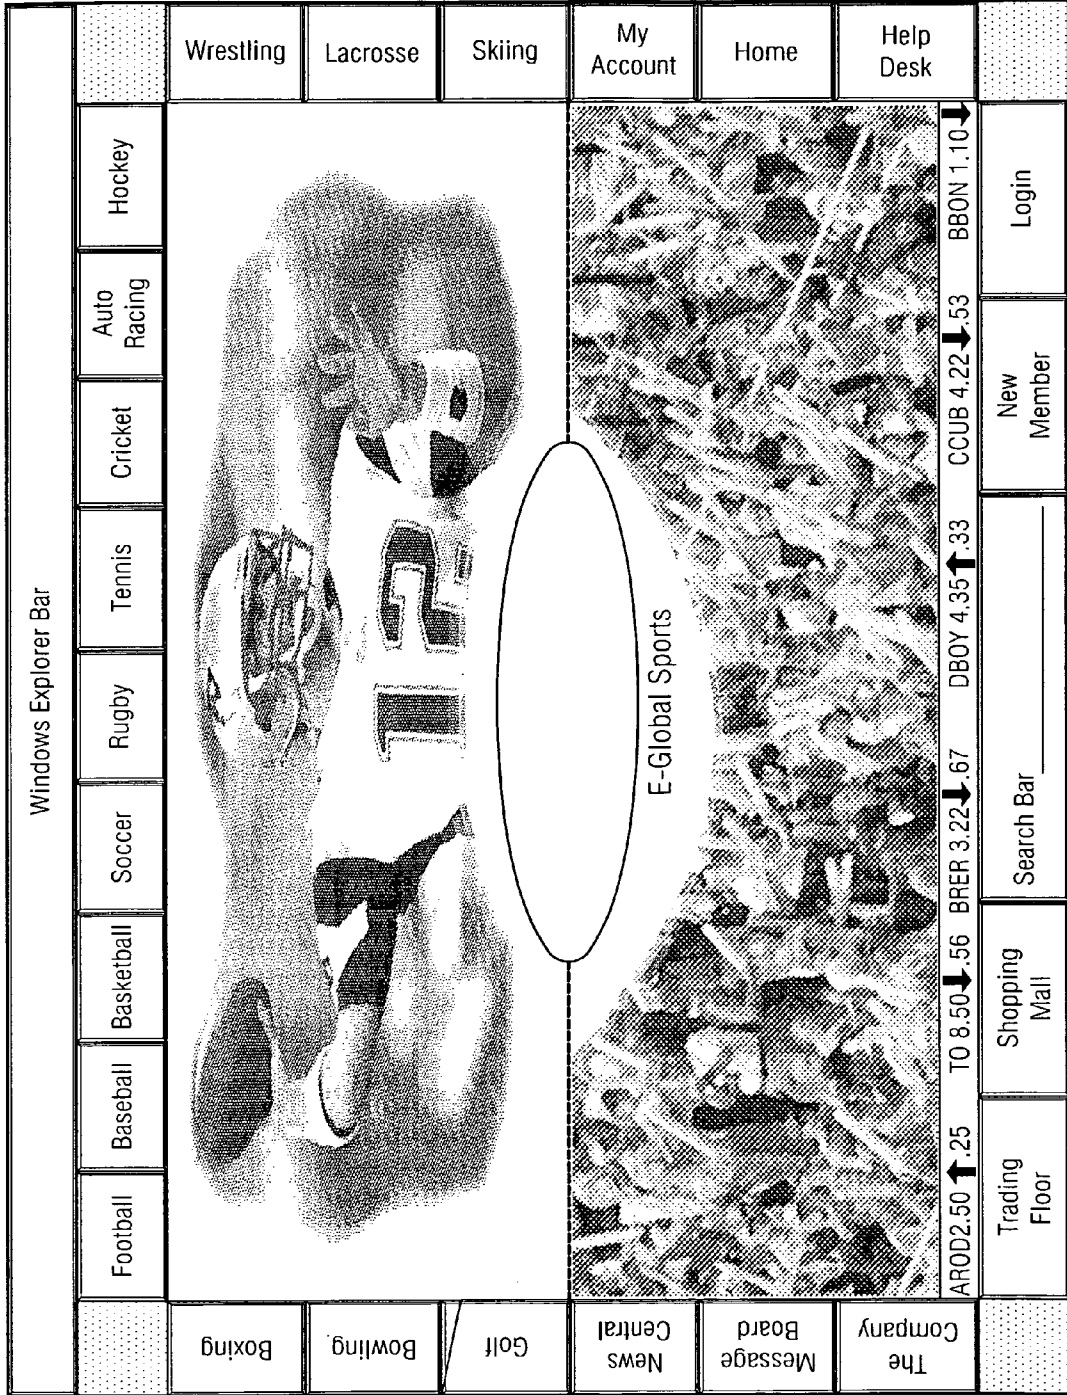 Windows Explorer Bar
Football
Baseball
Basketball
Soccer
Rugby
Tennis
Cricket
Auto
Racing
Hockey
Boxing
Bowling
Golf
News
Central
Message
Board
The
Company
Wrestling
Lacrosse
Skiing
My
Account
Home
Help
Desk
12
E-Global Sports
AROD2.50 .25 TO 8.50 .56 BRER 3.22 .67 DBOY 4.35 .33 CCUB 4.22 .53 BBON 1.10
Trading
Floor
Shopping
Mall
Search Bar
New
Member
Login